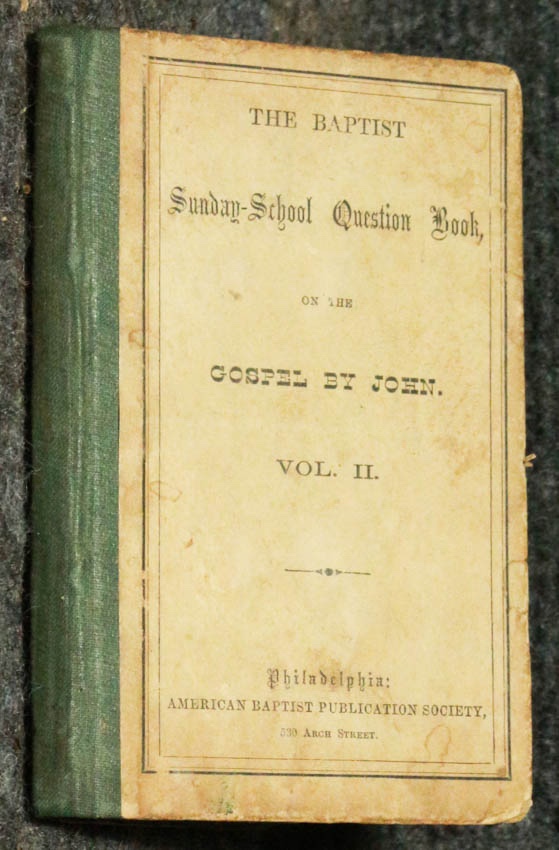 THE BAPTIST
Sunday-School Question Book,
ON THE
GOSPEL BY JOHN.
VOL. II.
Philadelphia:
AMERICAN BAPTIST PUBLICATION SOCIETY,
530 ARCH STREET.